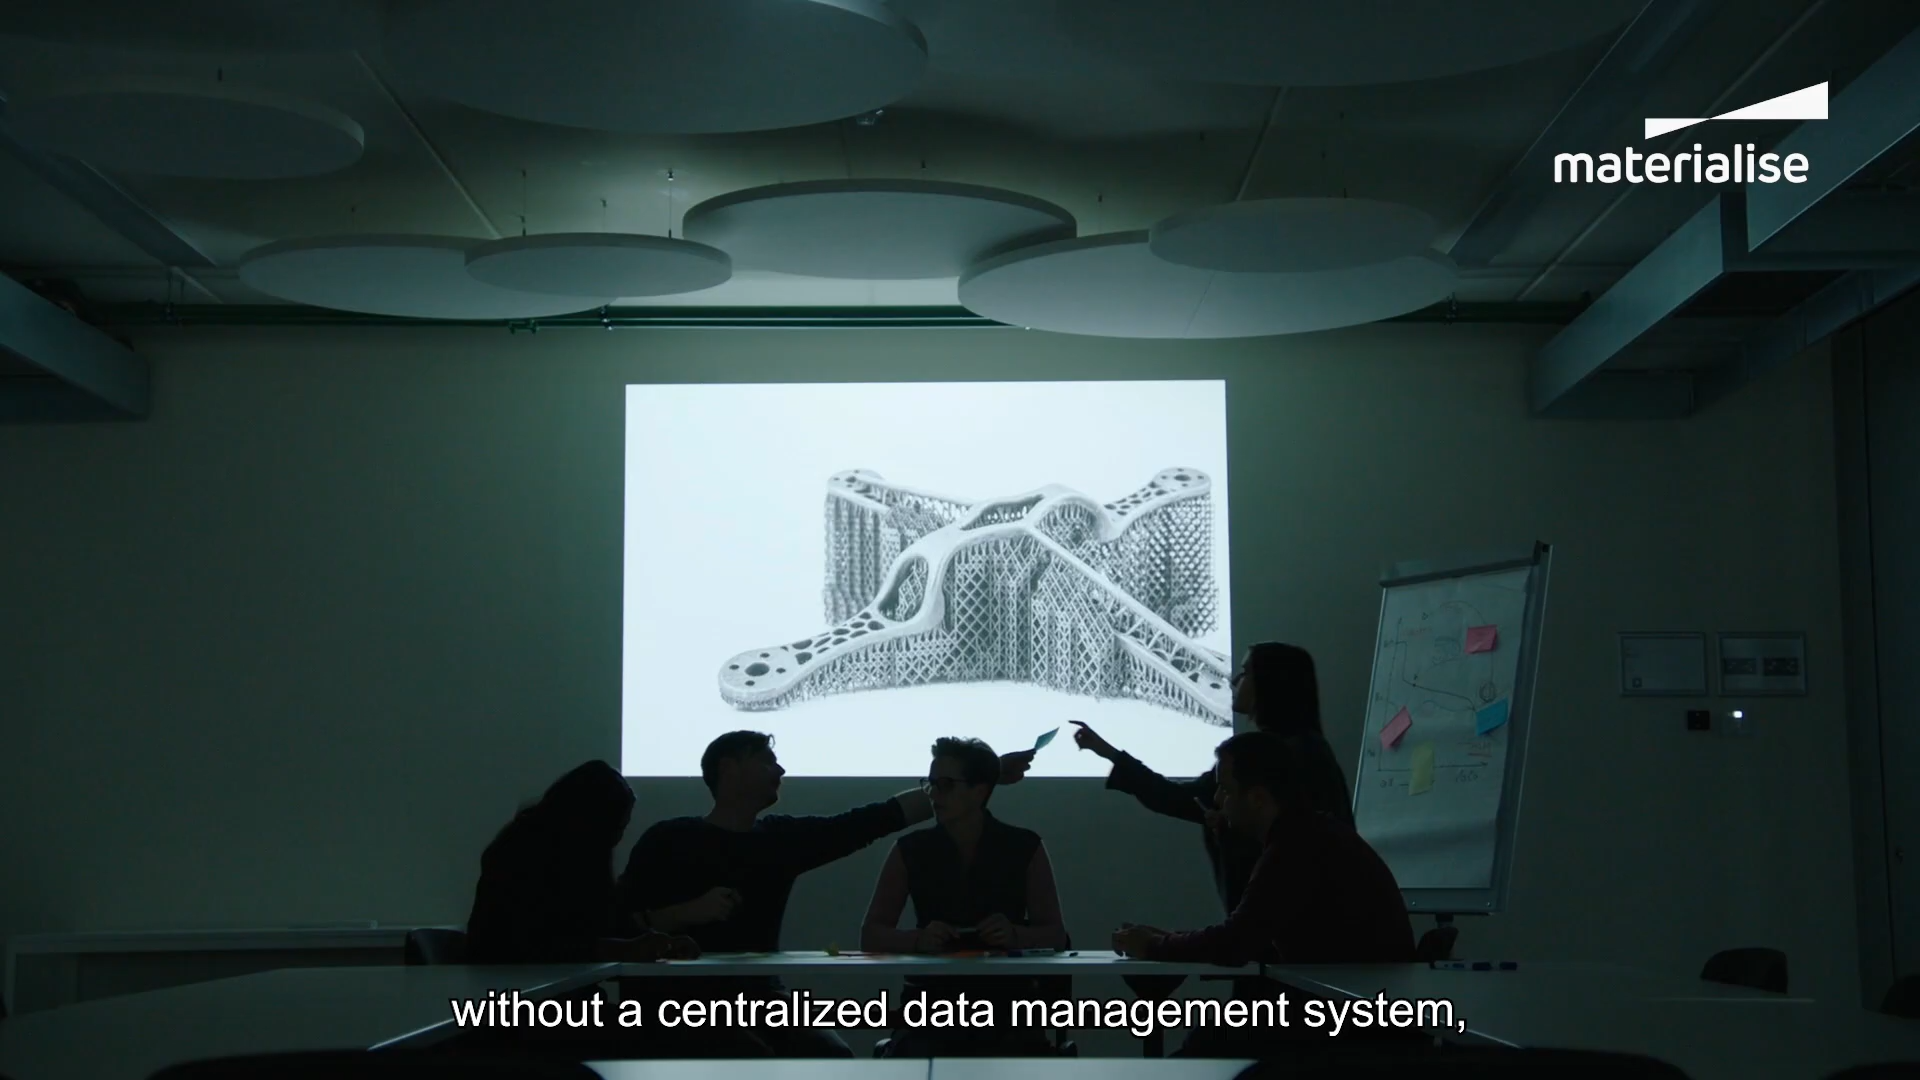 materialise
without a centralized data management system,